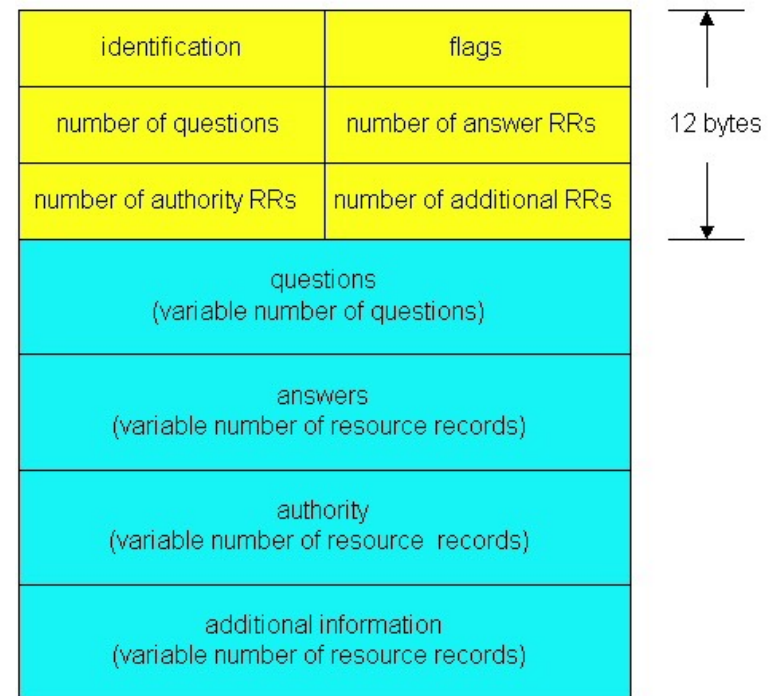 identification
flags
number of questions
number of answer RRs
12 bytes
number of authority RRs
number of additional RRs
questions
(variable number of questions)
answers
(variable number of resource records)
authority
(variable number of resource records)
additional information
(variable number of resource records)